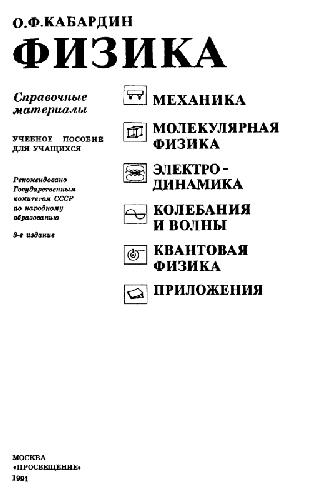 О.Ф.КАБАРДИН
ФИЗИКА
Справочные
материалы
УЧЕБНОЕ ПОСОБИЕ
ДЛЯ УЧАЩИХСЯ
Рекомендовано
Государственным
комитетом СССР
по народному
образованию
3-е издание
МЕХАНИКА
МОЛЕКУЛЯРНАЯ
ФИЗИКА
ЭЛЕКТРО-
ДИНАМИКА
КОЛЕБАНИЯ
И ВОЛНЫ
КВАНТОВАЯ
ФИЗИКА
ПРИЛОЖЕНИЯ
МОСКВА
«ПРОСВЕЩЕНИЕ»
1991